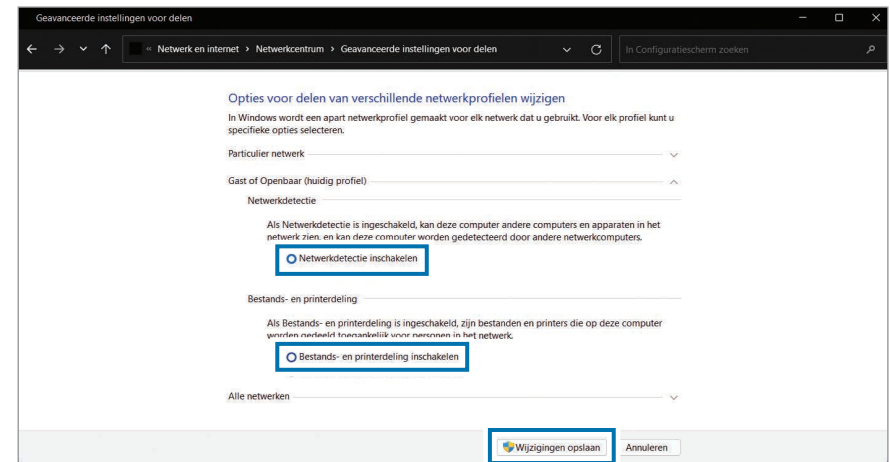 Geavanceerde instellingen voor delen
« Netwerk en internet > Netwerkcentrum > Geavanceerde instellingen voor delen
In Configuratiescherm zoeken
Opties voor delen van verschillende netwerkprofielen wijzigen
In Windows wordt een apart netwerkprofiel gemaakt voor elk netwerk dat u gebruikt. Voor elk profiel kunt u
specifieke opties selecteren.
Particulier netwerk
Gast of Openbaar (huidig profiel)
Netwerkdetectie
Als Netwerkdetectie is ingeschakeld, kan deze computer andere computers en apparaten in het
netwerk zien, en kan deze computer worden gedetecteerd door andere netwerkcomputers.
Netwerkdetectie inschakelen
Bestands- en printerdeling
Als Bestands- en printerdeling is ingeschakeld, zijn bestanden en printers die op deze computer
worden gedeeld toegankelijk voor personen in het netwerk.
Bestands- en printerdeling inschakelen
Alle netwerken
Wijzigingen opslaan
Annuleren